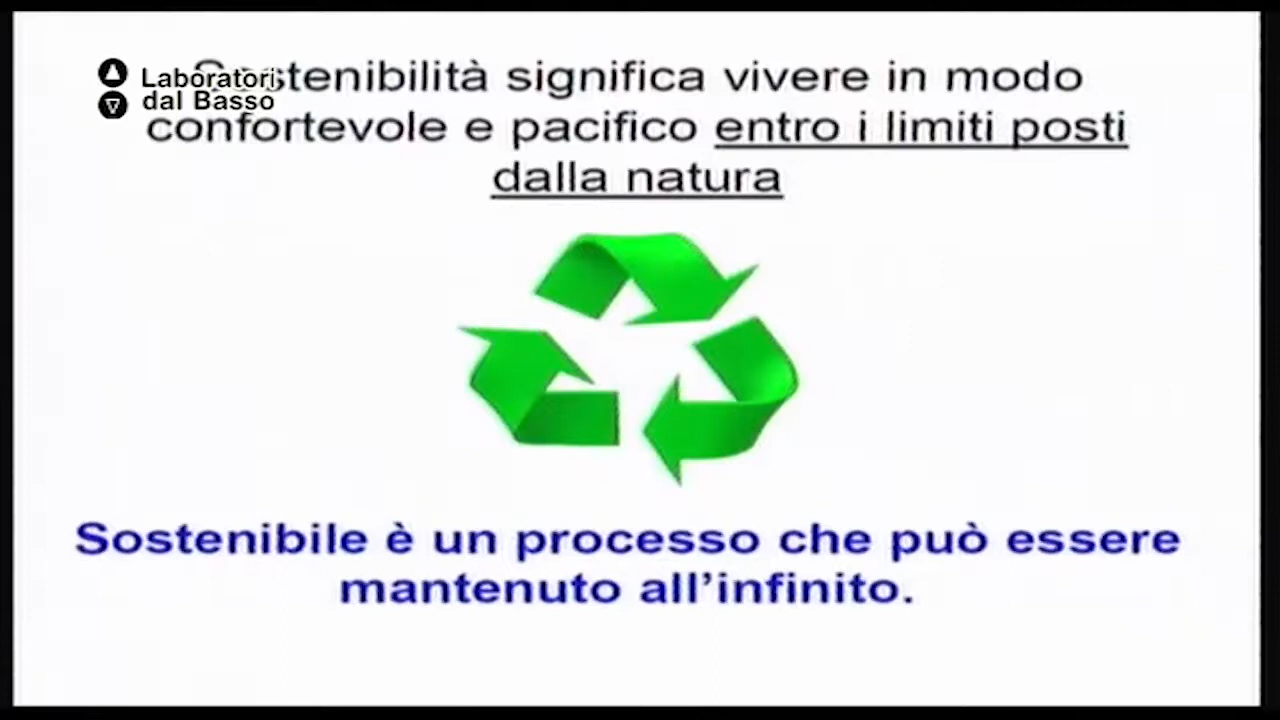 Laboratori
dal Basso
Sostenibilità significa vivere in modo
confortevole e pacifico entro i limiti posti
dalla natura
Sostenibile è un processo che può essere
mantenuto all’infinito.